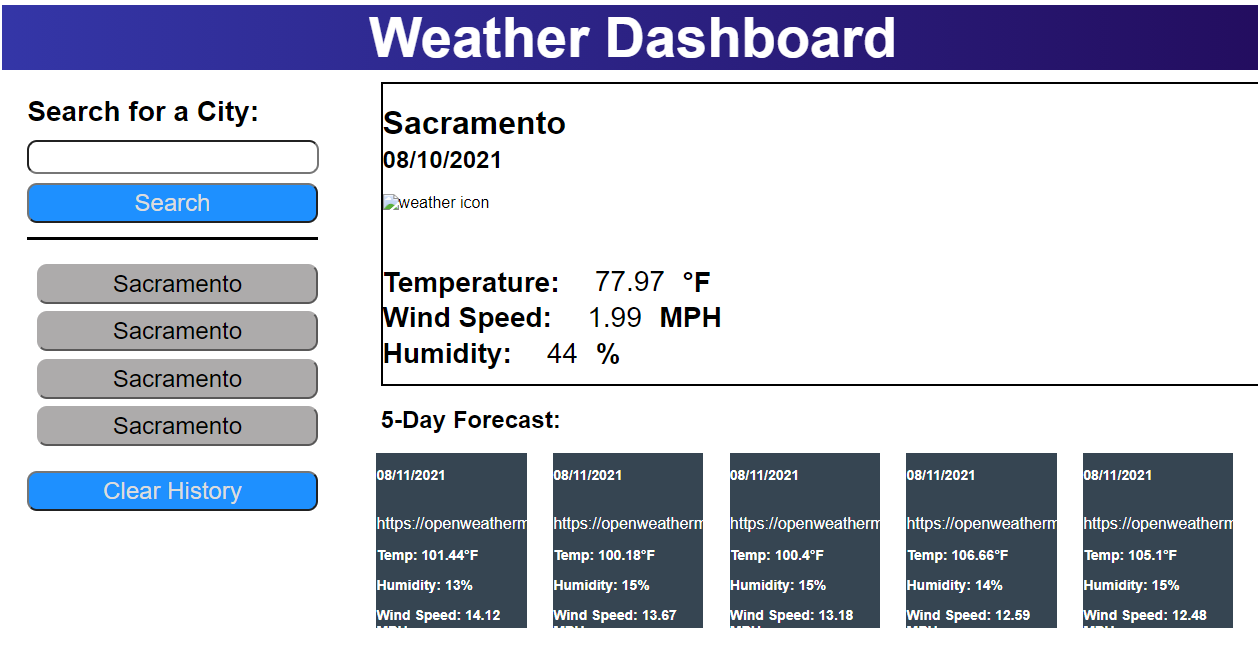 Weather Dashboard
Search for a City:
Search
Sacramento
Sacramento
Sacramento
Sacramento
Clear History
Sacramento
08/10/2021
weather icon
Temperature: 77.97 °F
Wind Speed: 1.99 MPH
Humidity: 44 %
5-Day Forecast:
08/11/2021
https://openweatherm
Temp: 101.44°F
Humidity: 13%
Wind Speed: 14.12
MPH
08/11/2021
https://openweatherm
Temp: 100.18°F
Humidity: 15%
Wind Speed: 13.67
MPH
08/11/2021
https://openweatherm
Temp: 100.4°F
Humidity: 15%
Wind Speed: 13.18
MPH
08/11/2021
https://openweatherm
Temp: 106.66°F
Humidity: 14%
Wind Speed: 12.59
MPH
08/11/2021
https://openweatherm
Temp: 105.1°F
Humidity: 15%
Wind Speed: 12.48
MPH